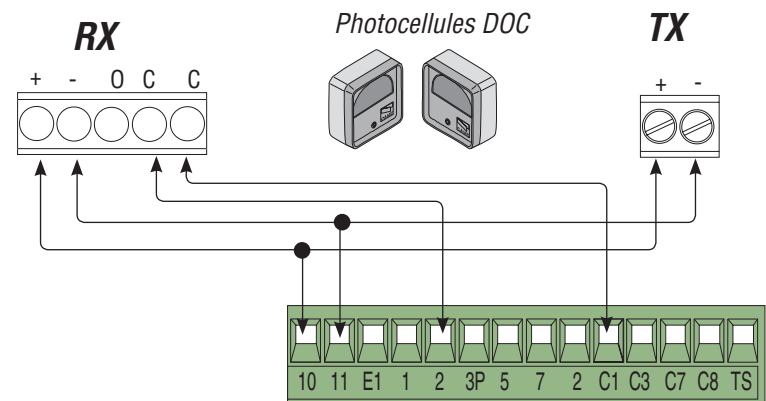 RX
Photocellules DOC
TX
+ - O C C
+ -
10 11 E1 1 2 3P 5 7 2 C1 C3 C7 C8 TS